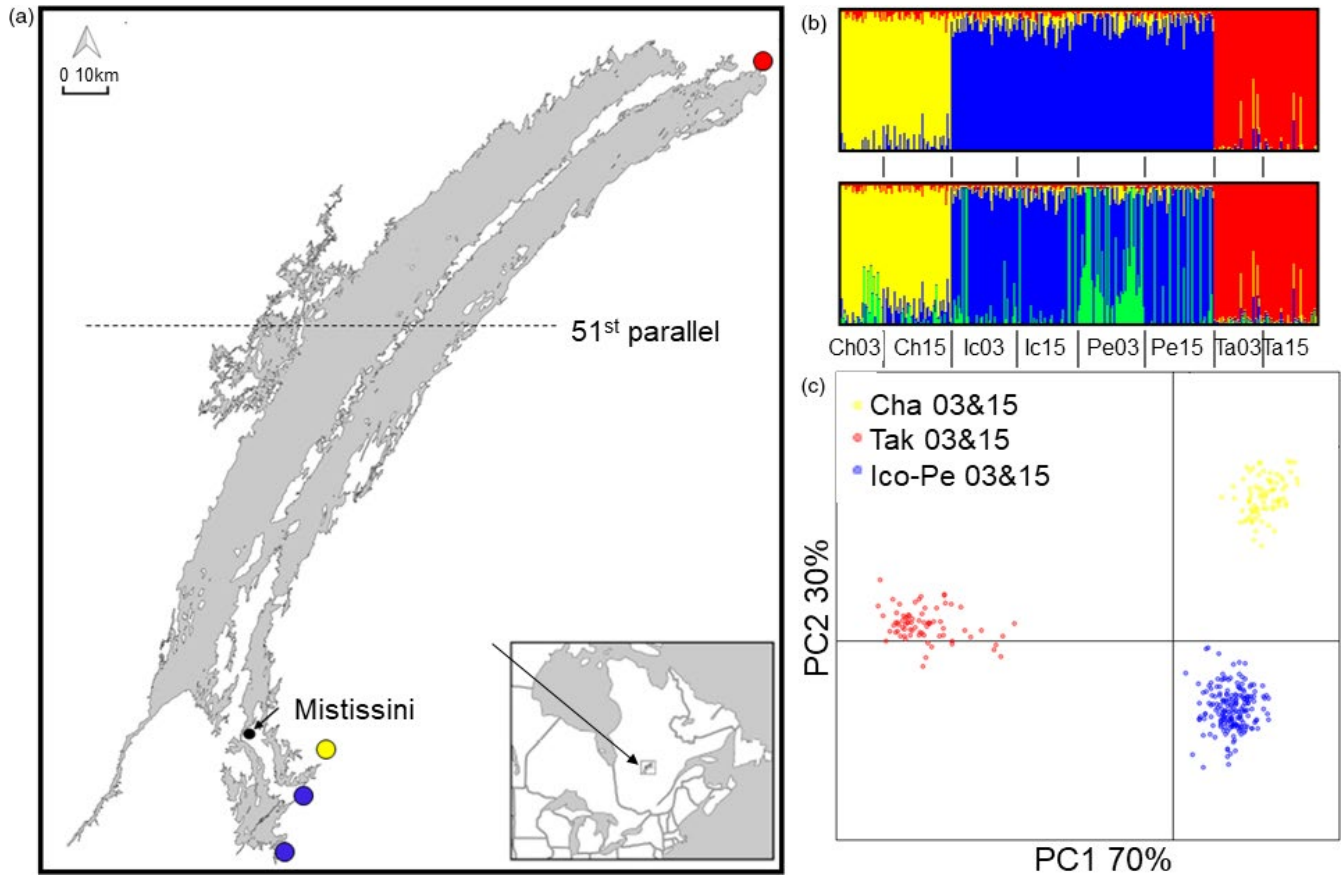 (a)
0 10km
51st parallel
Mistissini
(b)
Ch03 Ch15 Ic03 Ic15 Pe03 Pe15 Ta03 Ta15
(c)
Cha 03&15
Tak 03&15
Ico-Pe 03&15
PC2 30%
PC1 70%